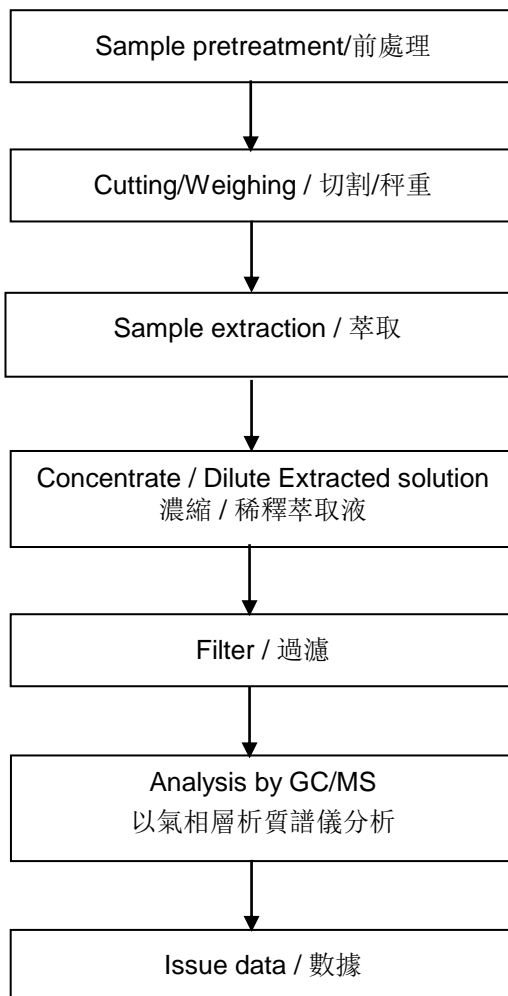 Sample pretreatment/前處理
Cutting/Weighing / 切割/秤重
Sample extraction / 萃取
Concentrate / Dilute Extracted solution
濃縮 / 稀釋萃取液
Filter / 過濾
Analysis by GC/MS
以氣相層析質譜儀分析
Issue data / 數據